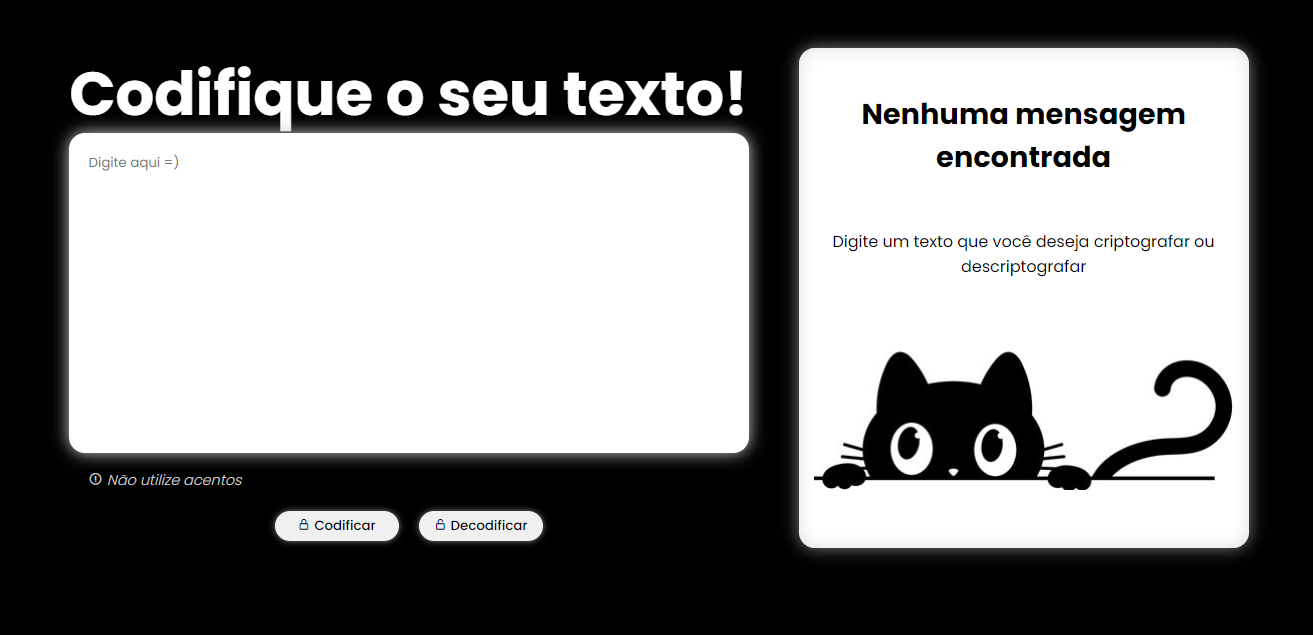 Codifique o seu texto!
Digite aqui =)
Não utilize acentos
Codificar
Decodificar
Nenhuma mensagem
encontrada
Digite um texto que você deseja criptografar ou
descriptografar